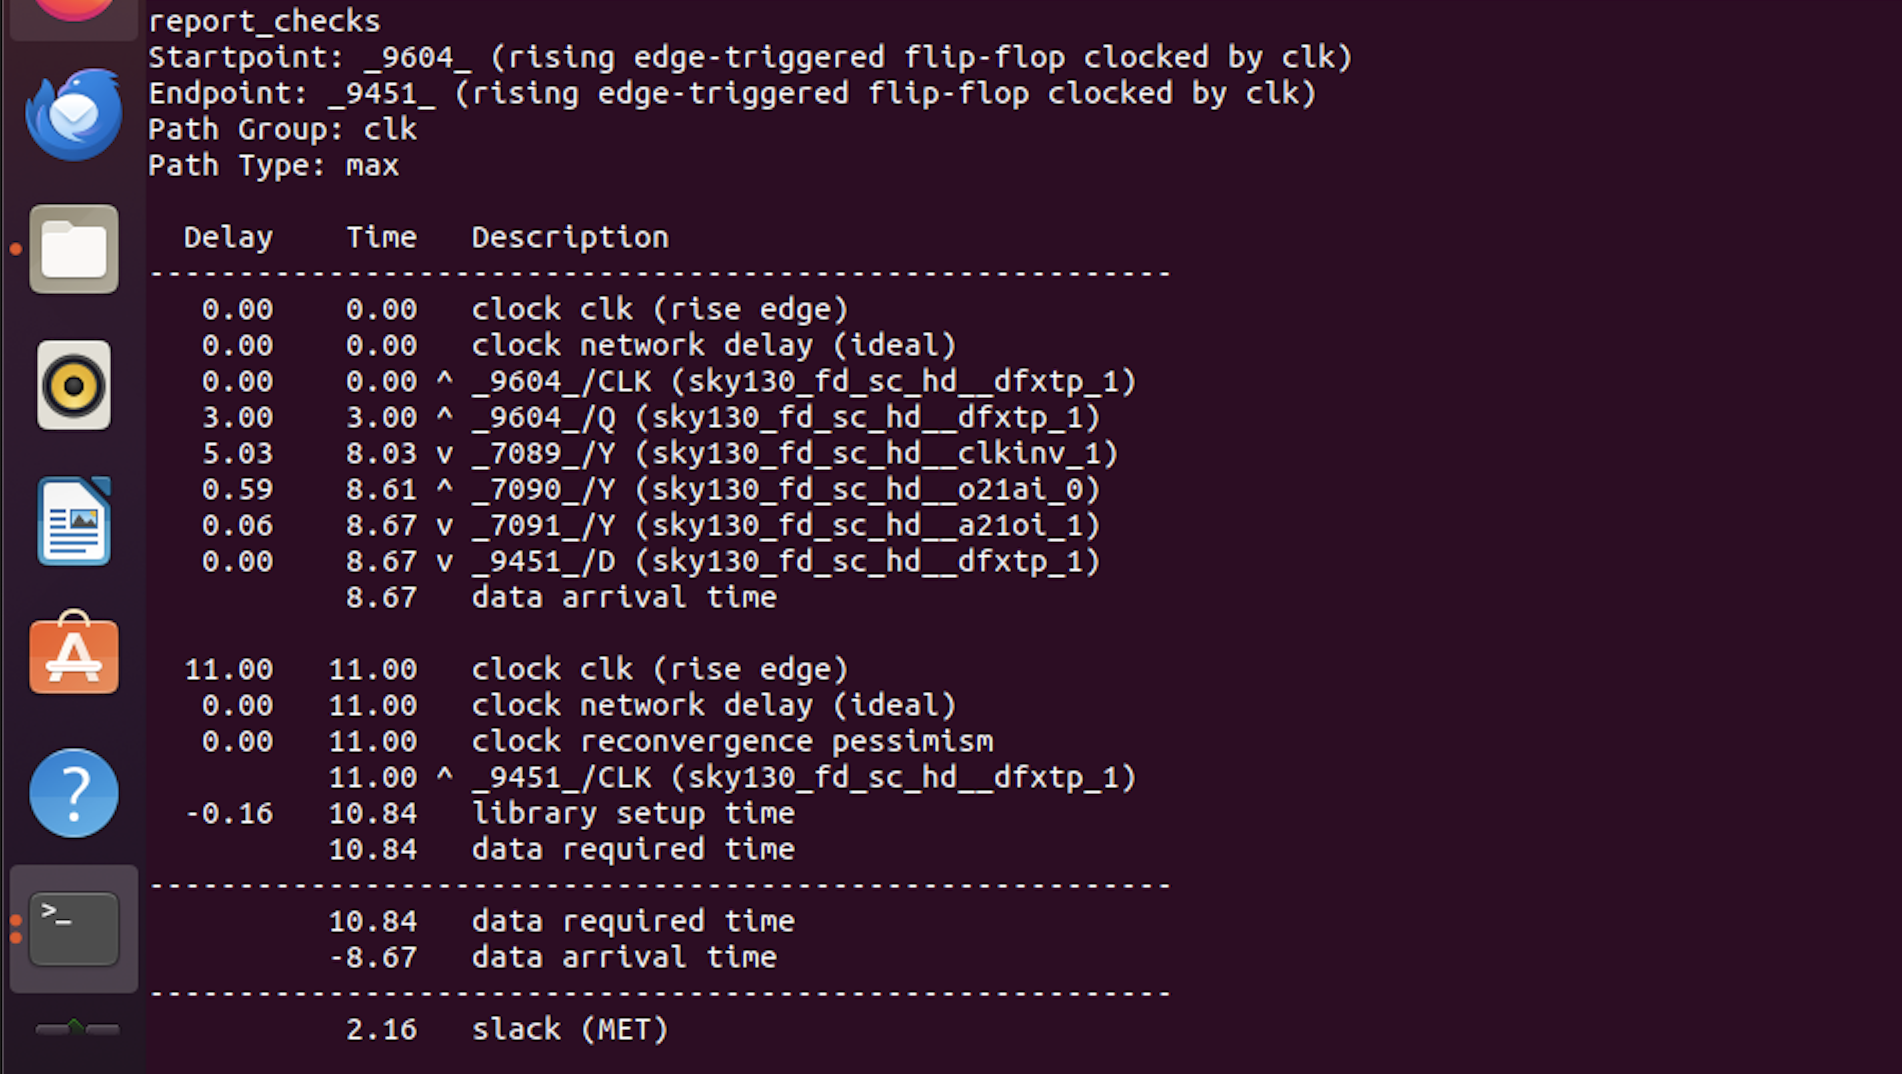 report_checks
Startpoint: _9604_ (rising edge-triggered flip-flop clocked by clk)
Endpoint: _9451_ (rising edge-triggered flip-flop clocked by clk)
Path Group: clk
Path Type: max
  Delay    Time   Description
---------------------------------------------------------
   0.00    0.00   clock clk (rise edge)
   0.00    0.00   clock network delay (ideal)
   0.00    0.00 ^ _9604_/CLK (sky130_fd_sc_hd__dfxtp_1)
   3.00    3.00 ^ _9604_/Q (sky130_fd_sc_hd__dfxtp_1)
   5.03    8.03 v _7089_/Y (sky130_fd_sc_hd__clkinv_1)
   0.59    8.61 ^ _7090_/Y (sky130_fd_sc_hd__o21ai_0)
   0.06    8.67 v _7091_/Y (sky130_fd_sc_hd__a21oi_1)
   0.00    8.67 v _9451_/D (sky130_fd_sc_hd__dfxtp_1)
           8.67   data arrival time
  11.00   11.00   clock clk (rise edge)
   0.00   11.00   clock network delay (ideal)
   0.00   11.00   clock reconvergence pessimism
          11.00 ^ _9451_/CLK (sky130_fd_sc_hd__dfxtp_1)
  -0.16   10.84   library setup time
          10.84   data required time
---------------------------------------------------------
          10.84   data required time
          -8.67   data arrival time
---------------------------------------------------------
           2.16   slack (MET)